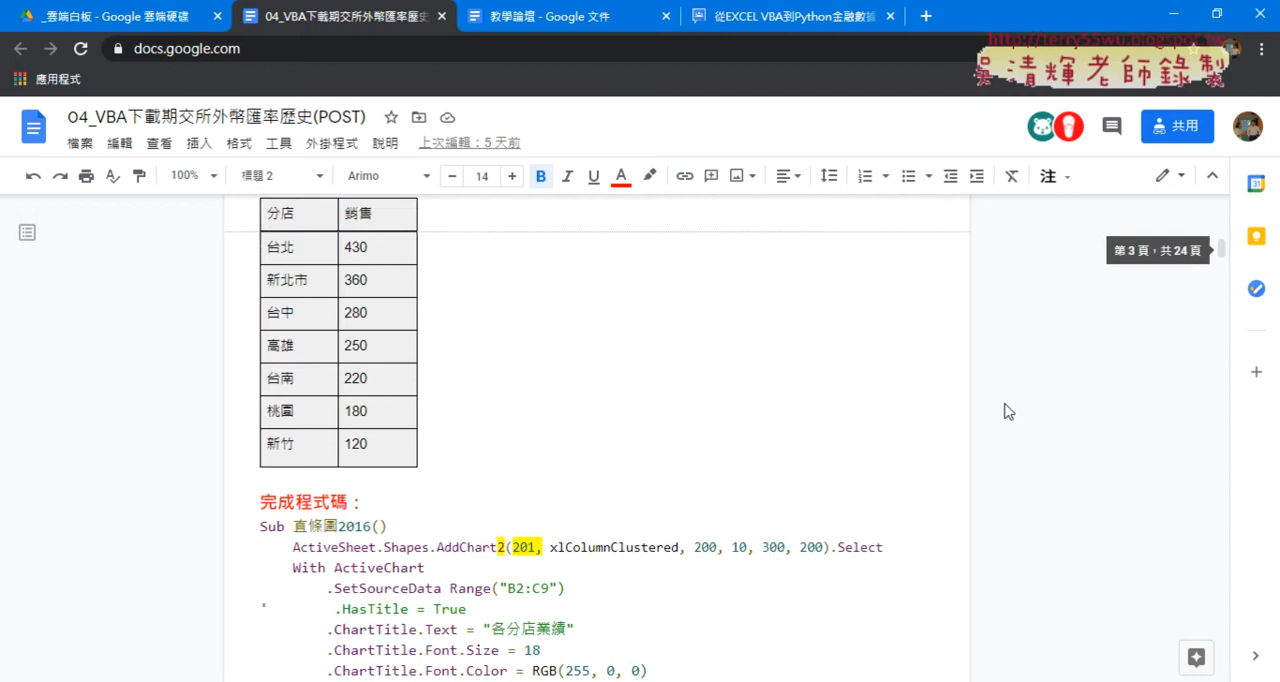 _雲端白板 - Google 雲端硬碟
04_VBA下載期交所外幣匯率歷史
教學論壇 - Google 文件
從EXCEL VBA到Python金融數據
docs.google.com
http://terry55wu.blogspot.tw
吳清輝老師錄製
應用程式
04_VBA下載期交所外幣匯率歷史(POST)
共用
檔案 編輯 查看 插入 格式 工具 外掛程式 說明 上次編輯：5 天前
100% 標題 2 Arimo 14 B I U A 注
31
第 3 頁，共 24 頁
分店 銷售
台北 430
新北市 360
台中 280
高雄 250
台南 220
桃園 180
新竹 120
完成程式碼：
Sub 直條圖2016()
ActiveSheet.Shapes.AddChart2(201, xlColumnClustered, 200, 10, 300, 200).Select
With ActiveChart
.SetSourceData Range("B2:C9")
' .HasTitle = True
.ChartTitle.Text = "各分店業績"
.ChartTitle.Font.Size = 18
.ChartTitle.Font.Color = RGB(255, 0, 0)